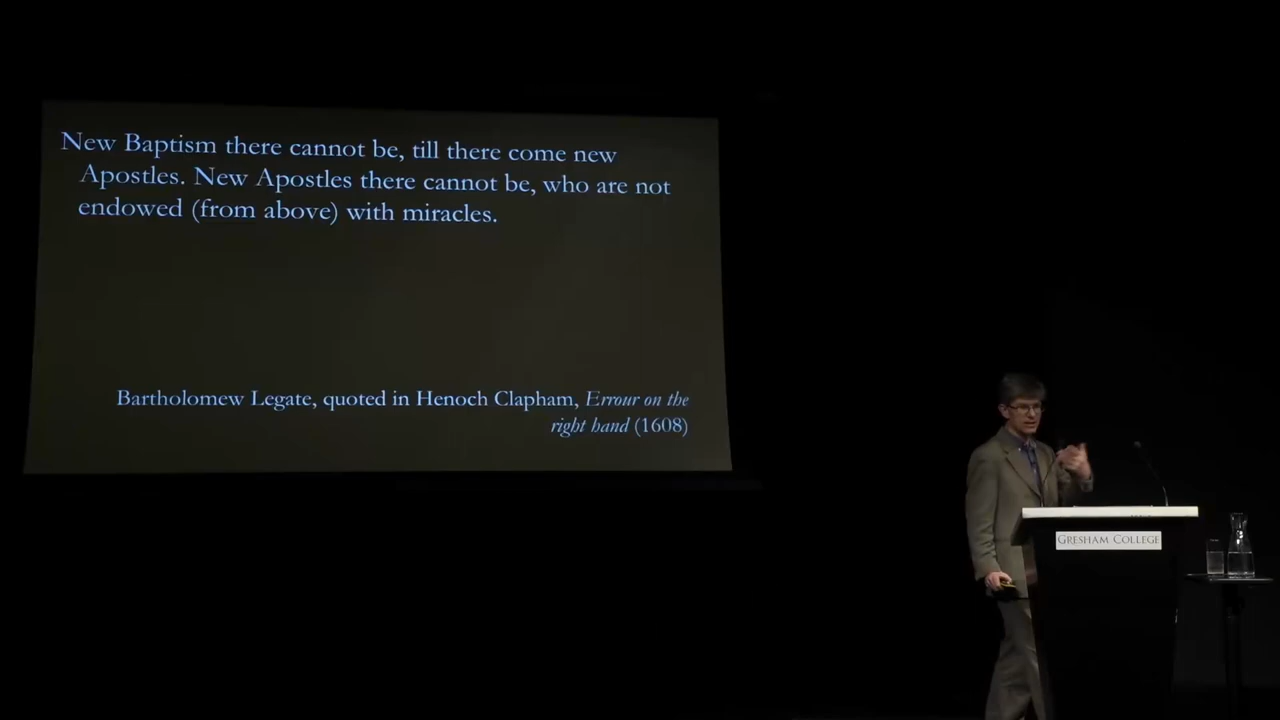 New Baptism there cannot be, till there come new
Apostles. New Apostles there cannot be, who are not
endowed (from above) with miracles.
Bartholomew Legate, quoted in Henoch Clapham, Errour on the
right hand (1608)
GRESHAM COLLEGE